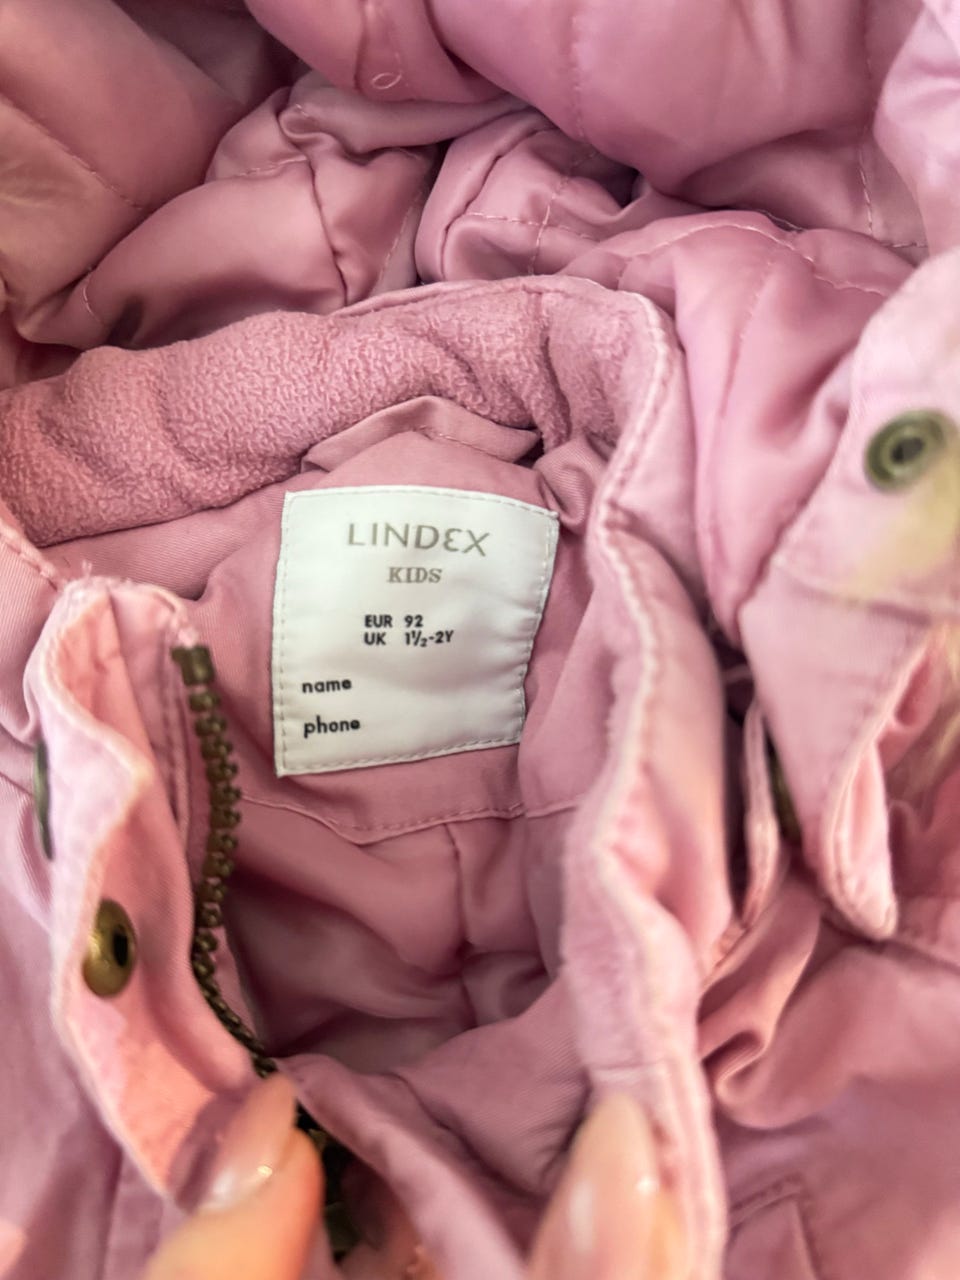 LINDEX
KIDS
EUR 92
UK 1½-2Y
name
phone